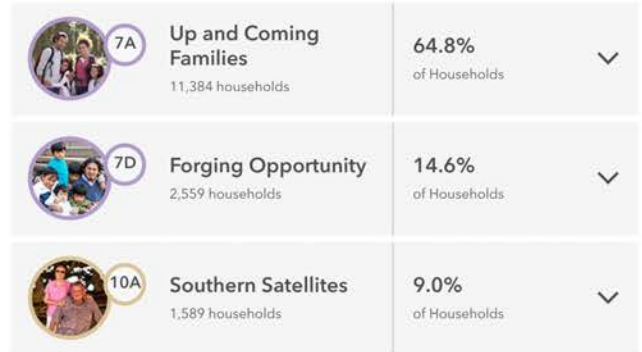 7A
Up and Coming
Families
11,384 households
64.8%
of Households
7D
Forging Opportunity
2,559 households
14.6%
of Households
10A
Southern Satellites
1,589 households
9.0%
of Households